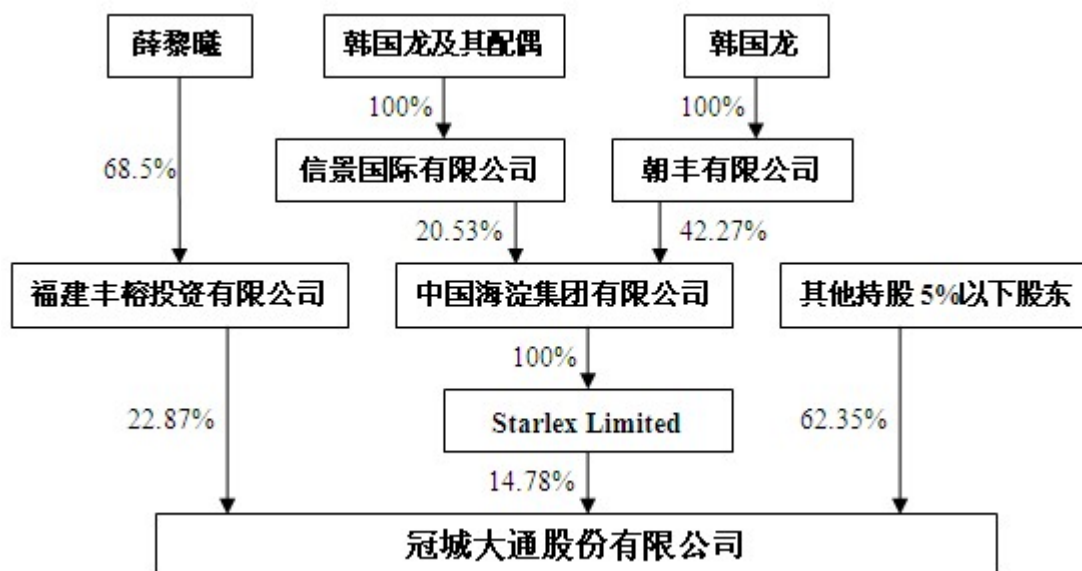 薛黎曦
韩国龙及其配偶
韩国龙
100%
100%
68.5%
信景国际有限公司
朝丰有限公司
20.53%
42.27%
福建丰榕投资有限公司
中国海淀集团有限公司
其他持股 5%以下股东
100%
22.87%
Starlex Limited
62.35%
14.78%
冠城大通股份有限公司